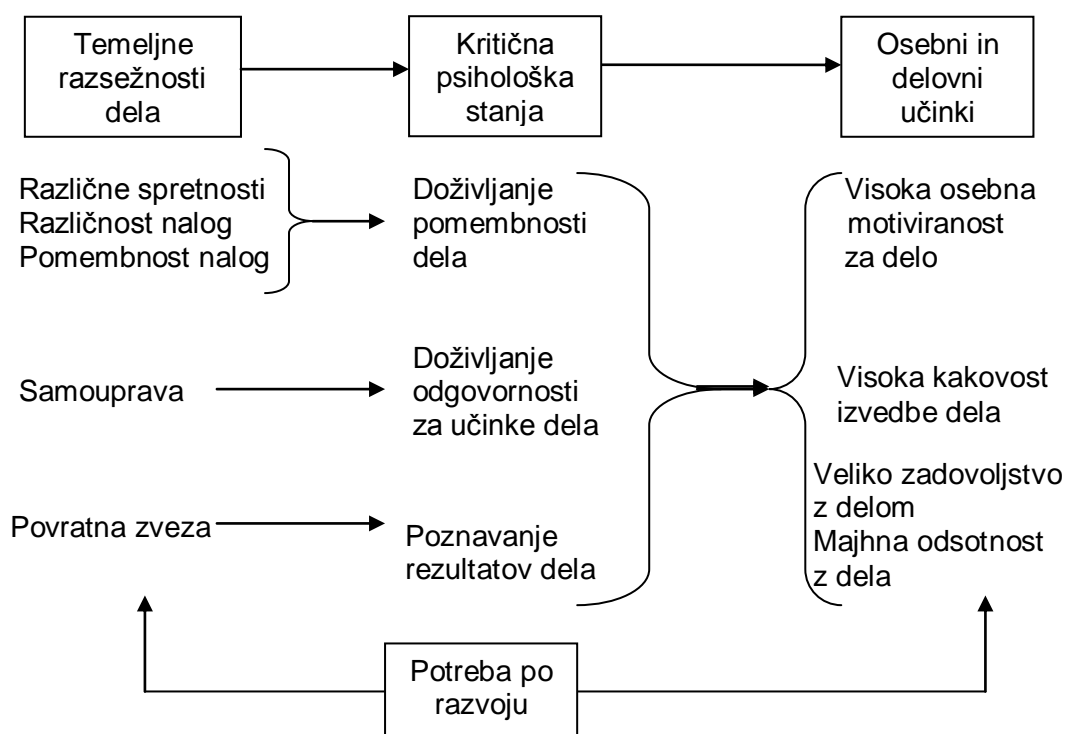 Temeljne
razsežnosti
dela
Kritična
psihološka
stanja
Osebni in
delovni
učinki
Različne spretnosti
Različnost nalog
Pomembnost nalog
Doživljanje
pomembnosti
dela
Visoka osebna
motiviranost
za delo
Samouprava
Doživljanje
odgovornosti
za učinke dela
Visoka kakovost
izvedbe dela
Povratna zveza
Poznavanje
rezultatov dela
Veliko zadovoljstvo
z delom
Majhna odsotnost
z dela
Potreba po
razvoju